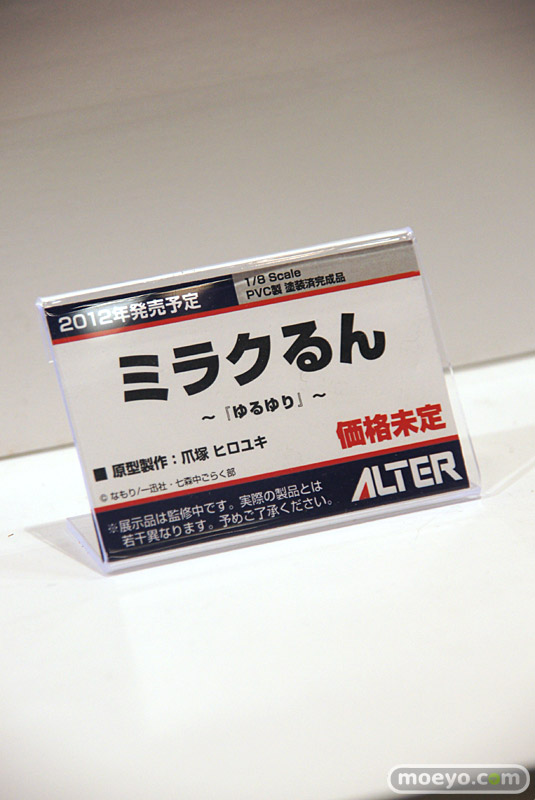 2012年発売予定
1/8 Scale
PVC製 塗装済完成品
ミラクるん
～『ゆるゆり』～
価格未定
■ 原型製作：爪塚 ヒロユキ
© なもり/一迅社・七森中ごらく部
ALTER
※展示品は監修中です。実際の製品とは
若干異なります。予めご了承ください。
moeyo.com